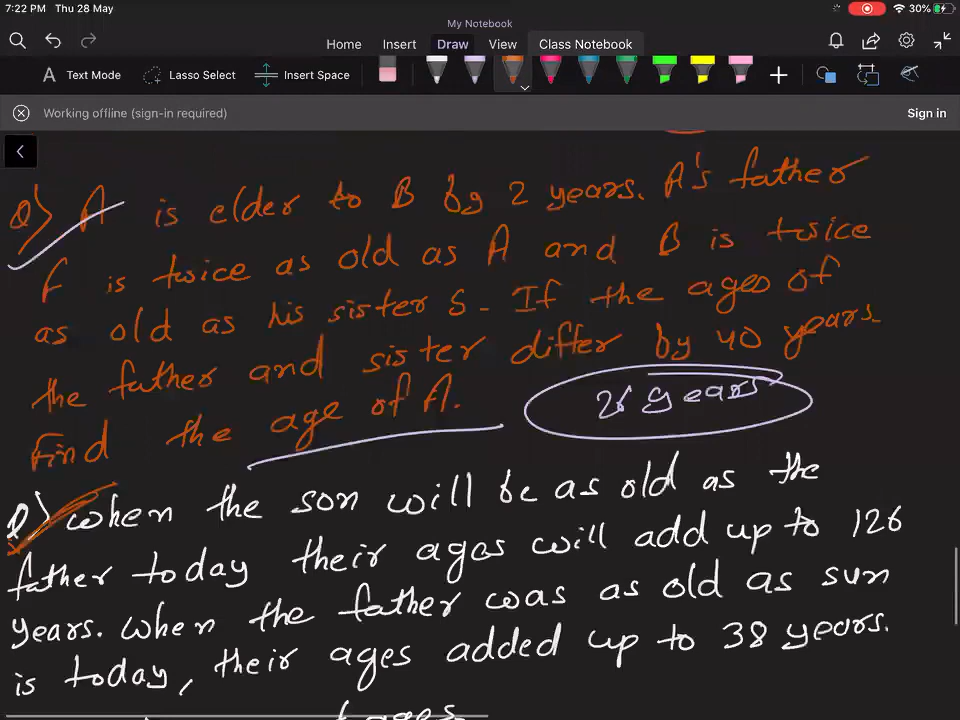 7:22 PM Thu 28 May
30%
My Notebook
Home Insert Draw View Class Notebook
A Text Mode Lasso Select Insert Space
Working offline (sign-in required) Sign in
Q) A is elder to B by 2 years. A's father
F is twice as old as A and B is twice
as old as his sister S. If the ages of
the father and sister differ by 40 years.
Find the age of A.
26 years
Q) when the son will be as old as the
father today their ages will add up to 126
years. When the father was as old as sun
is today, their ages added up to 38 years.
ages